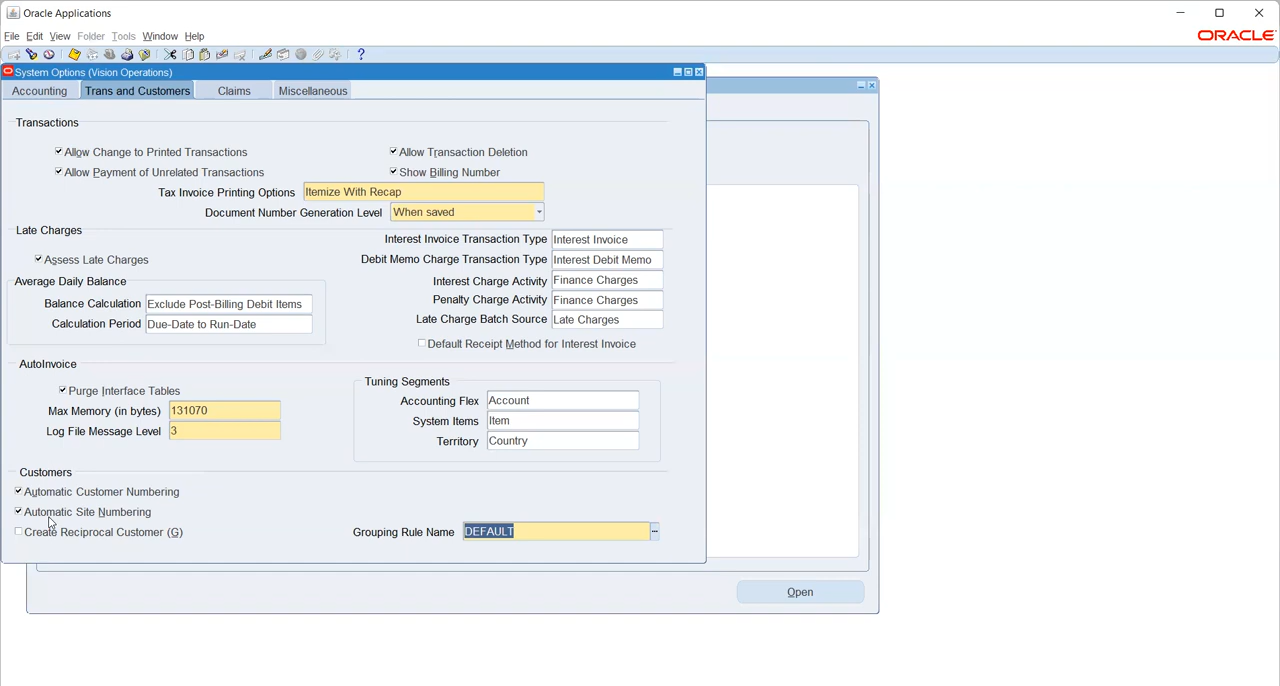 Oracle Applications
File Edit View Folder Tools Window Help
ORACLE
System Options (Vision Operations)
Accounting Trans and Customers Claims Miscellaneous
Transactions
Allow Change to Printed Transactions Allow Transaction Deletion
Allow Payment of Unrelated Transactions Show Billing Number
Tax Invoice Printing Options Itemize With Recap
Document Number Generation Level When saved
Late Charges
Interest Invoice Transaction Type Interest Invoice
Assess Late Charges Debit Memo Charge Transaction Type Interest Debit Memo
Average Daily Balance Interest Charge Activity Finance Charges
Balance Calculation Exclude Post-Billing Debit Items Penalty Charge Activity Finance Charges
Calculation Period Due-Date to Run-Date Late Charge Batch Source Late Charges
Default Receipt Method for Interest Invoice
AutoInvoice
Tuning Segments
Purge Interface Tables Accounting Flex Account
Max Memory (in bytes) 131070 System Items Item
Log File Message Level 3 Territory Country
Customers
Automatic Customer Numbering
Automatic Site Numbering
Create Reciprocal Customer (G) Grouping Rule Name DEFAULT
Open